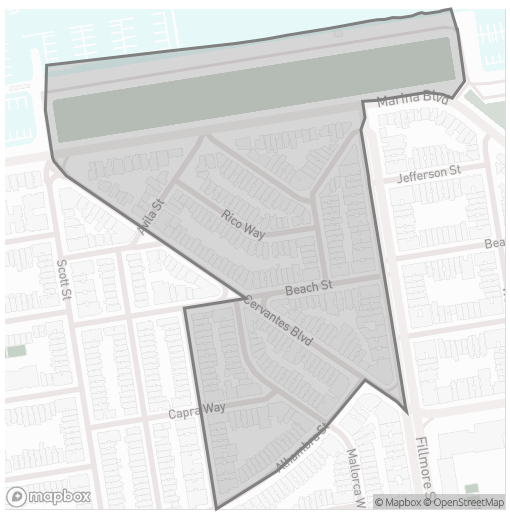 Marina Blvd
Jefferson St
Avila St
Rico Way
Bea
Scott St
Beach St
Cervantes Blvd
Capra Way
Alhambra St
Mallorca W
Fillmore S
mapbox
© Mapbox © OpenStreetMap